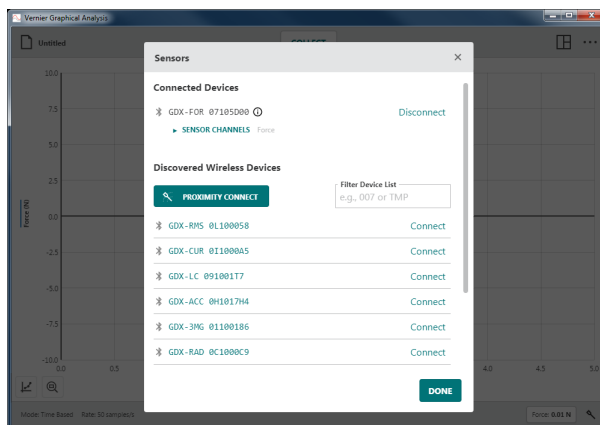 Vernier Graphical Analysis
Untitled
COLLECT
Sensors
Connected Devices
GDX-FOR 07105D00
Disconnect
SENSOR CHANNELS Force
Discovered Wireless Devices
PROXIMITY CONNECT
Filter Device List
e.g., 007 or TMP
GDX-RMS 0L100058 Connect
GDX-CUR 0I1000A5 Connect
GDX-LC 091001T7 Connect
GDX-ACC 0H1017H4 Connect
GDX-3MG 01100186 Connect
GDX-RAD 0C1000C9 Connect
DONE
Force (N)
10.0
7.5
5.0
2.5
0.0
-2.5
-5.0
-7.5
-10.0
0.0 0.5 4.0 4.5 5.0
Mode: Time Based Rate: 50 samples/s
Force: 0.01 N